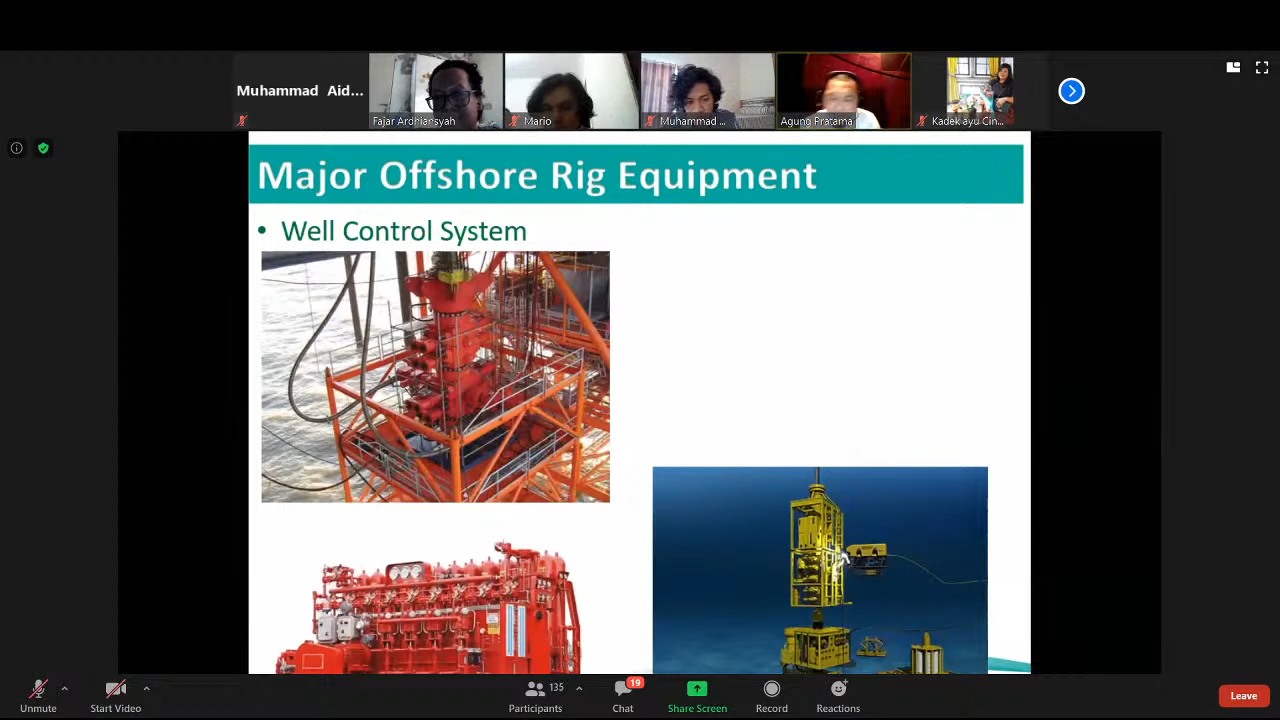 Muhammad Aid...
Fajar Ardhiansyah
Mario
Muhammad ...
Agung Pratama
Kadek ayu Cin...
Major Offshore Rig Equipment
• Well Control System
Unmute
Start Video
135
Participants
19
Chat
Share Screen
Record
Reactions
Leave